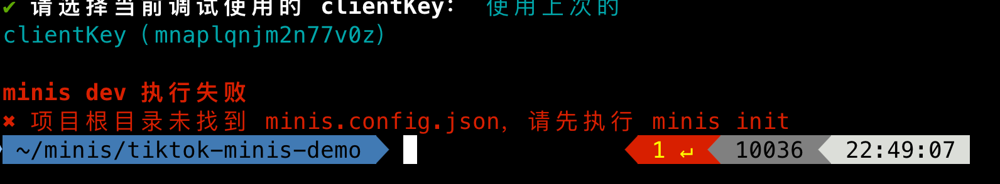 ✔ 请选择当前调试使用的 clientKey： 使用上次的
clientKey（mnaplqnjm2n77v0z）
minis dev 执行失败
✖ 项目根目录未找到 minis.config.json, 请先执行 minis init
~/minis/tiktok-minis-demo 1 ↵ 10036 22:49:07